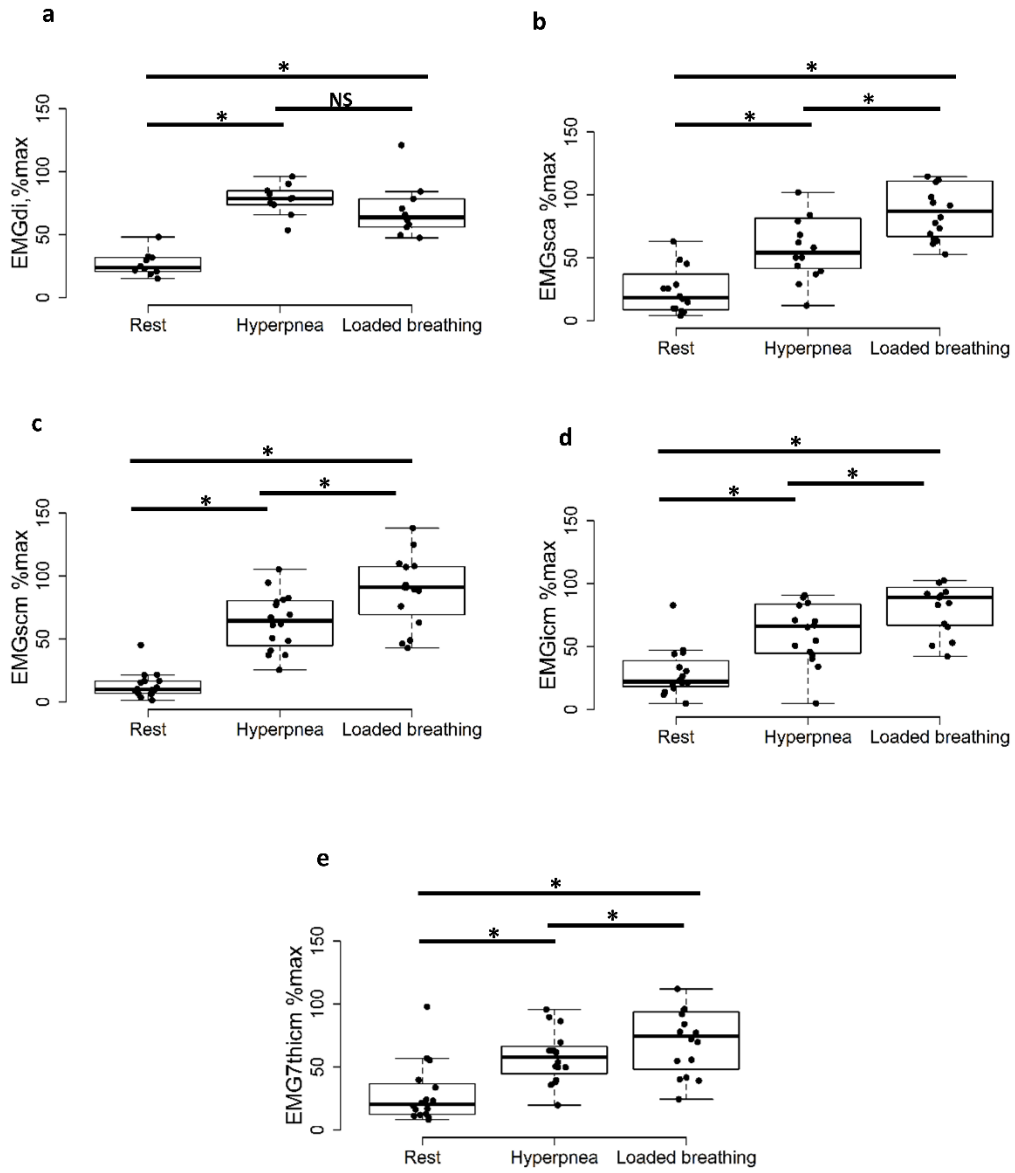 a
*
NS
*
EMGdi,%max
150
100
50
0
Rest Hyperpnea Loaded breathing
b
*
*
*
EMGsca %max
150
100
50
0
Rest Hyperpnea Loaded breathing
c
*
*
*
EMGscm %max
150
100
50
0
Rest Hyperpnea Loaded breathing
d
*
*
*
EMGicm %max
150
100
50
0
Rest Hyperpnea Loaded breathing
e
*
*
*
EMG7thicm %max
150
100
50
0
Rest Hyperpnea Loaded breathing